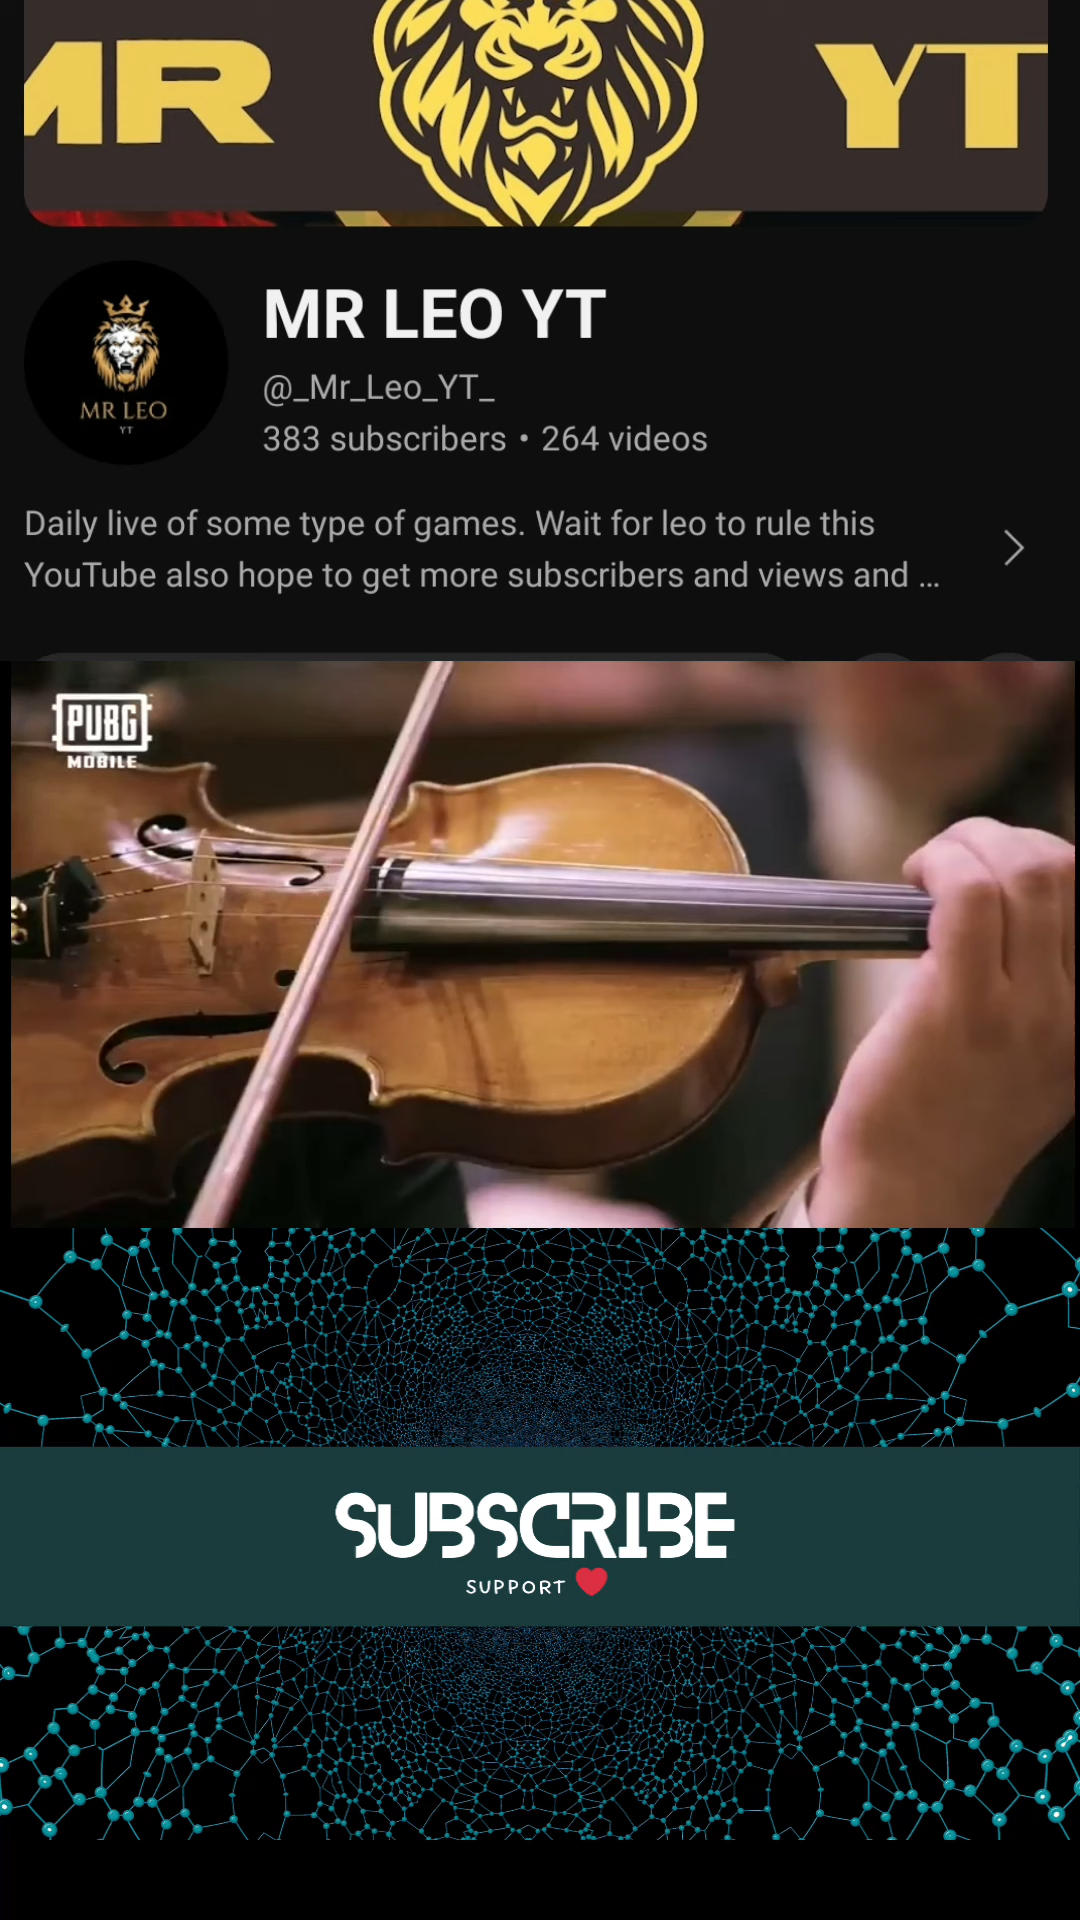 MR YT
MR LEO
YT
MR LEO YT
@_Mr_Leo_YT_
383 subscribers • 264 videos
Daily live of some type of games. Wait for leo to rule this
YouTube also hope to get more subscribers and views and ...
PUBG
MOBILE
SUBSCRIBE
SUPPORT ❤️